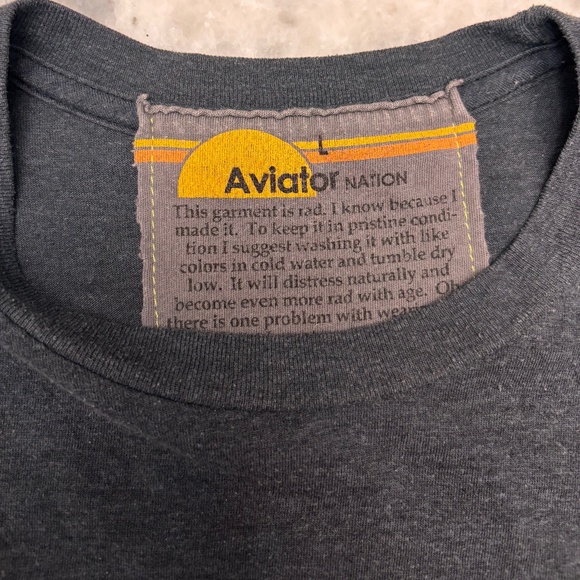 L
Aviator NATION
This garment is rad. I know because I
made it. To keep it in pristine condi-
tion I suggest washing it with like
colors in cold water and tumble dry
low. It will distress naturally and
become even more rad with age. Oh
there is one problem with